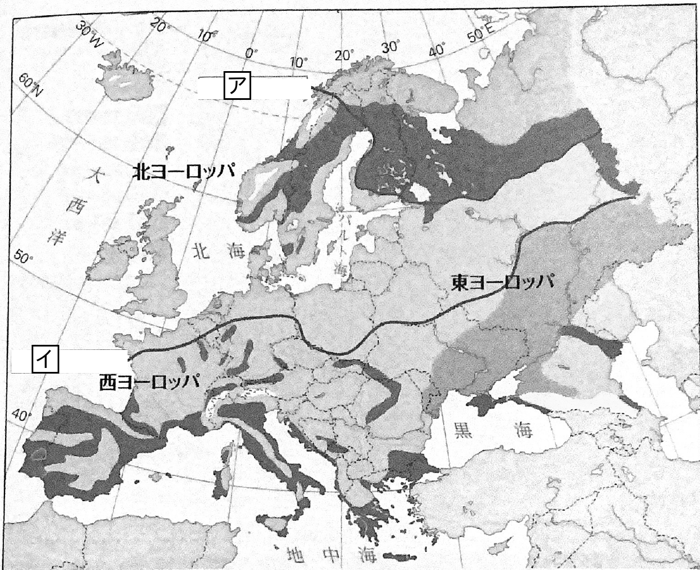 30°W
20°
10°
0°
10°
20°
30°
40°
50°E
60°N
ア
北ヨーロッパ
大西洋
北海
バルト海
50°
東ヨーロッパ
イ
西ヨーロッパ
40°
黒海
地中海